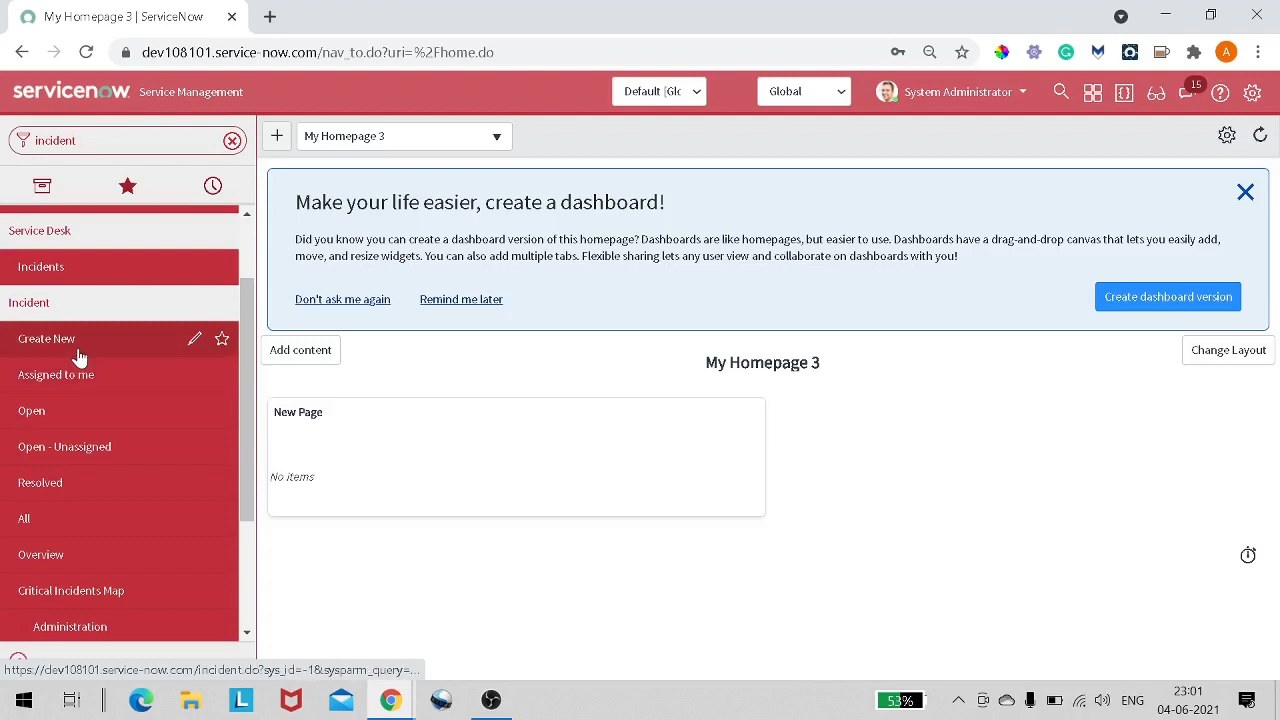 My Homepage 3 | ServiceNow
dev108101.service-now.com/nav_to.do?uri=%2Fhome.do
A
servicenow Service Management
Default [Glo
Global
System Administrator
15
incident
My Homepage 3
Make your life easier, create a dashboard!
Did you know you can create a dashboard version of this homepage? Dashboards are like homepages, but easier to use. Dashboards have a drag-and-drop canvas that lets you easily add,
move, and resize widgets. You can also add multiple tabs. Flexible sharing lets any user view and collaborate on dashboards with you!
Don't ask me again
Remind me later
Create dashboard version
Service Desk
Incidents
Incident
Create New
Assigned to me
Open
Open - Unassigned
Resolved
All
Overview
Critical Incidents Map
Administration
Add content
My Homepage 3
Change Layout
New Page
No items
https://dev108101.service-now.com/incident.do?sys_id=-1&sysparm_query=...
L
53%
ENG
23:01
04-06-2021